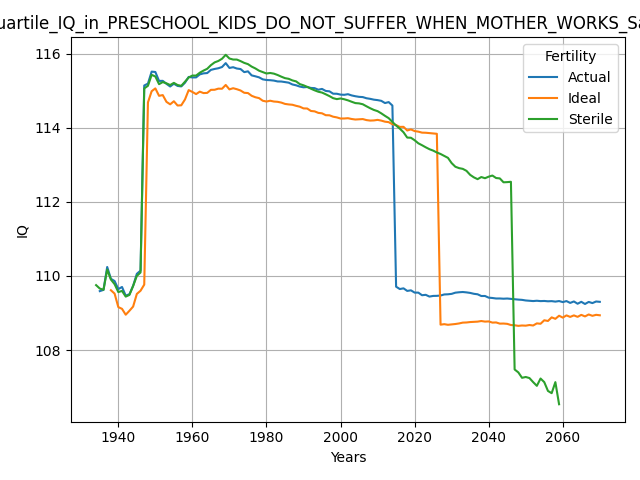 uartile_IQ_in_PRESCHOOL_KIDS_DO_NOT_SUFFER_WHEN_MOTHER_WORKS_Sa
Fertility
Actual
Ideal
Sterile
116
114
112
110
108
IQ
1940 1960 1980 2000 2020 2040 2060
Years